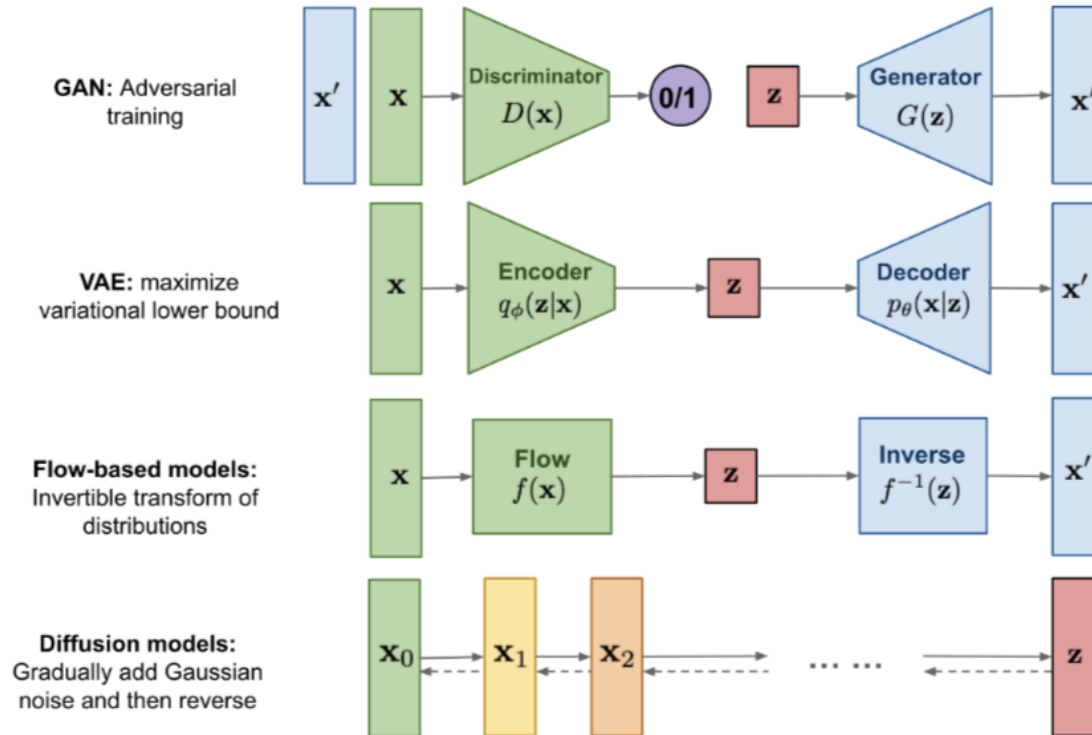 GAN: Adversarial
training
x′
x
Discriminator
D(x)
0/1
z
Generator
G(z)
x′
VAE: maximize
variational lower bound
x
Encoder
qϕ(z|x)
z
Decoder
pθ(x|z)
x′
Flow-based models:
Invertible transform of
distributions
x
Flow
f(x)
z
Inverse
f⁻¹(z)
x′
Diffusion models:
Gradually add Gaussian
noise and then reverse
x₀
x₁
x₂
... ...
z